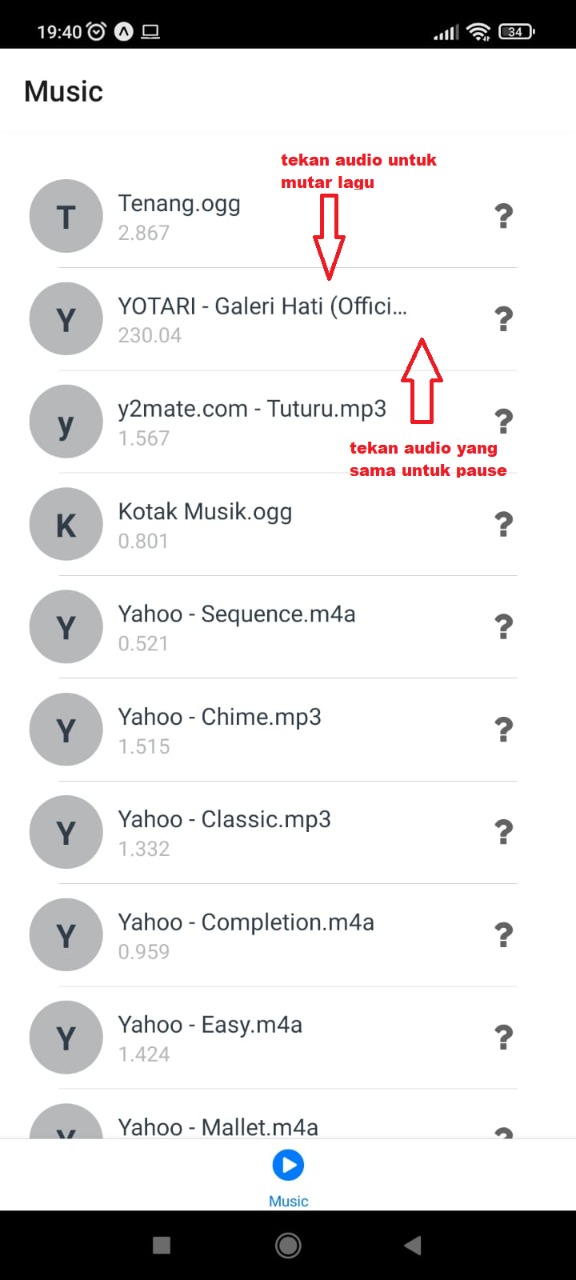 19:40
34
Music
tekan audio untuk
mutar lagu
T
Tenang.ogg
2.867
?
Y
YOTARI - Galeri Hati (Offici...
230.04
?
y
y2mate.com - Tuturu.mp3
1.567
?
tekan audio yang
sama untuk pause
K
Kotak Musik.ogg
0.801
?
Y
Yahoo - Sequence.m4a
0.521
?
Y
Yahoo - Chime.mp3
1.515
?
Y
Yahoo - Classic.mp3
1.332
?
Y
Yahoo - Completion.m4a
0.959
?
Y
Yahoo - Easy.m4a
1.424
?
Y
Yahoo - Mallet.m4a
?
Music